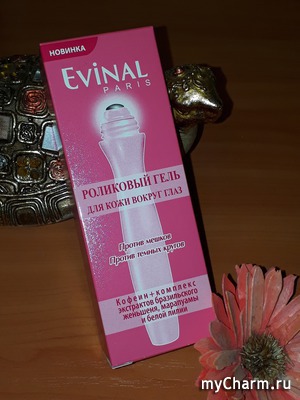 НОВИНКА
EVINAL
PARIS
РОЛИКОВЫЙ ГЕЛЬ
ДЛЯ КОЖИ ВОКРУГ ГЛАЗ
Против мешков
Против темных кругов
Кофеин + комплекс
экстрактов бразильского
женьшеня, марапуамы
и белой лилии
myCharm.ru